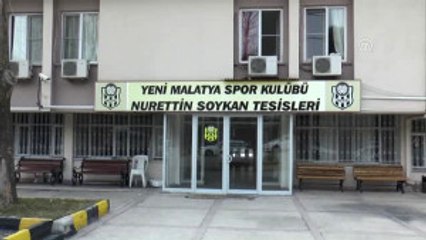 YENİ MALATYA SPOR KULÜBÜ
NURETTİN SOYKAN TESİSLERİ